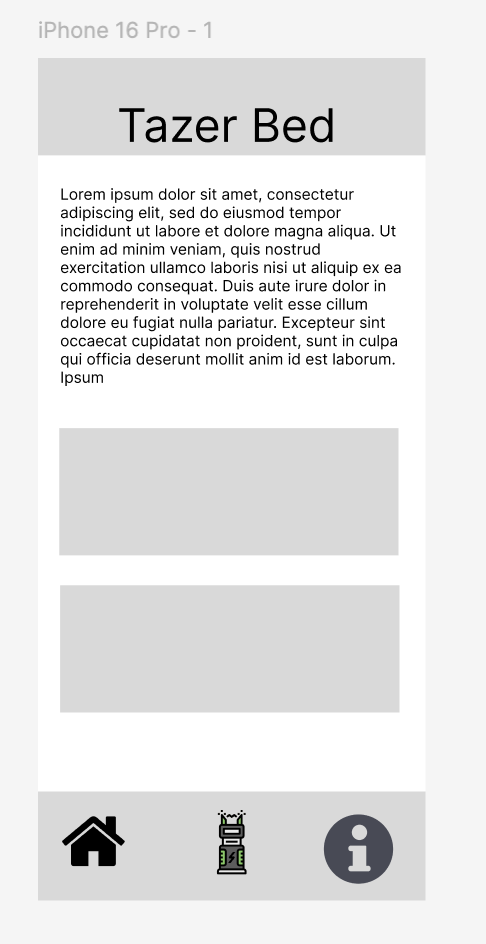 iPhone 16 Pro - 1
Tazer Bed
Lorem ipsum dolor sit amet, consectetur
adipiscing elit, sed do eiusmod tempor
incididunt ut labore et dolore magna aliqua. Ut
enim ad minim veniam, quis nostrud
exercitation ullamco laboris nisi ut aliquip ex ea
commodo consequat. Duis aute irure dolor in
reprehenderit in voluptate velit esse cillum
dolore eu fugiat nulla pariatur. Excepteur sint
occaecat cupidatat non proident, sunt in culpa
qui officia deserunt mollit anim id est laborum.
Ipsum